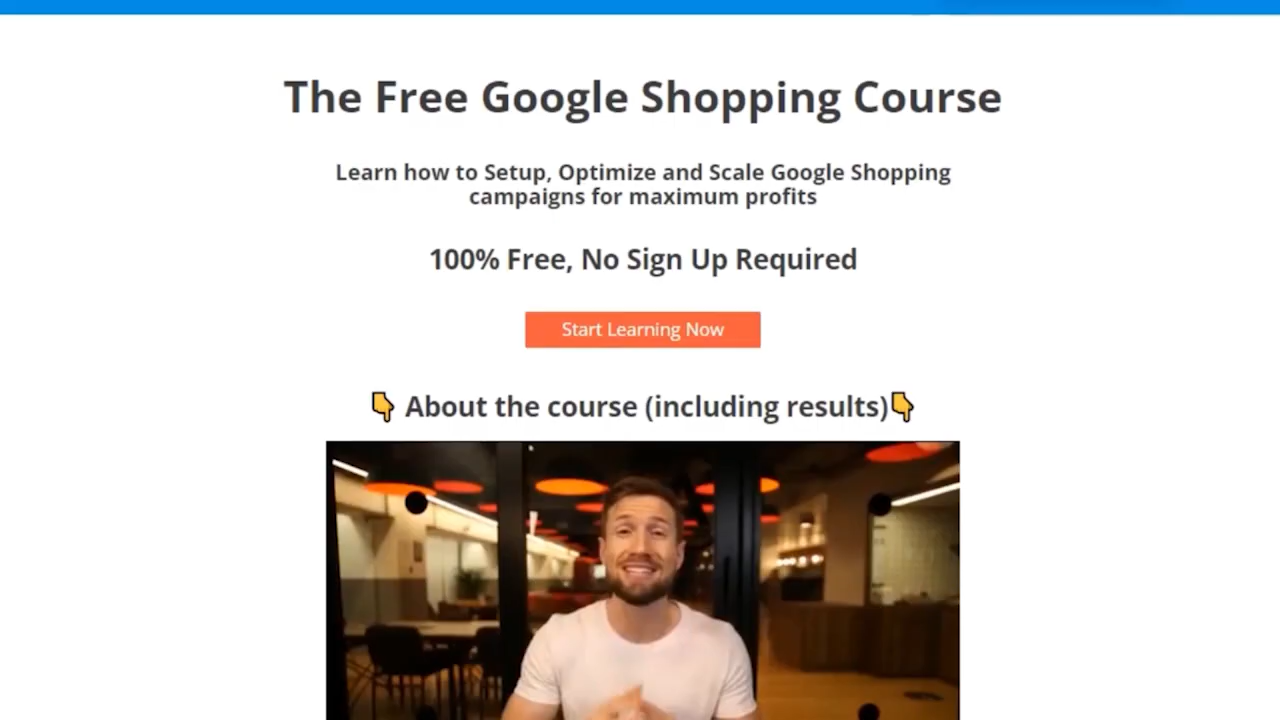 The Free Google Shopping Course
Learn how to Setup, Optimize and Scale Google Shopping
campaigns for maximum profits
100% Free, No Sign Up Required
Start Learning Now
👇 About the course (including results)👇